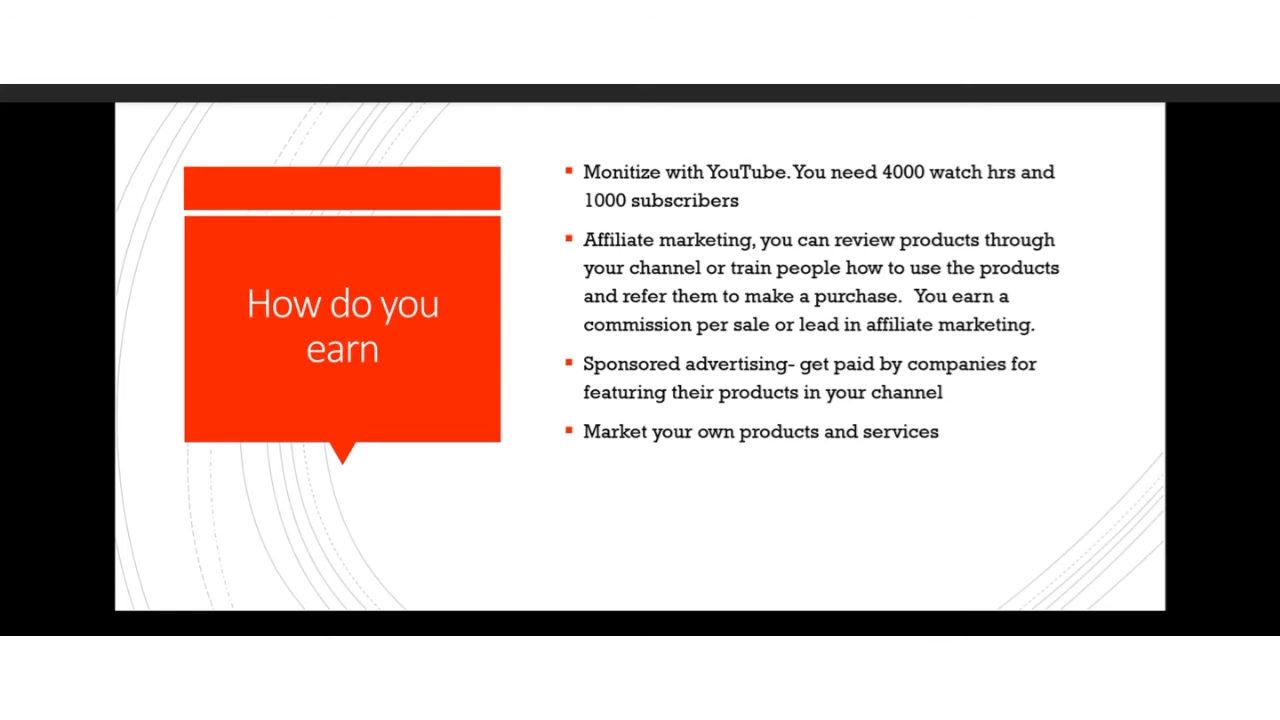 How do you
earn
Monitize with YouTube. You need 4000 watch hrs and
1000 subscribers
Affiliate marketing, you can review products through
your channel or train people how to use the products
and refer them to make a purchase.  You earn a
commission per sale or lead in affiliate marketing.
Sponsored advertising- get paid by companies for
featuring their products in your channel
Market your own products and services